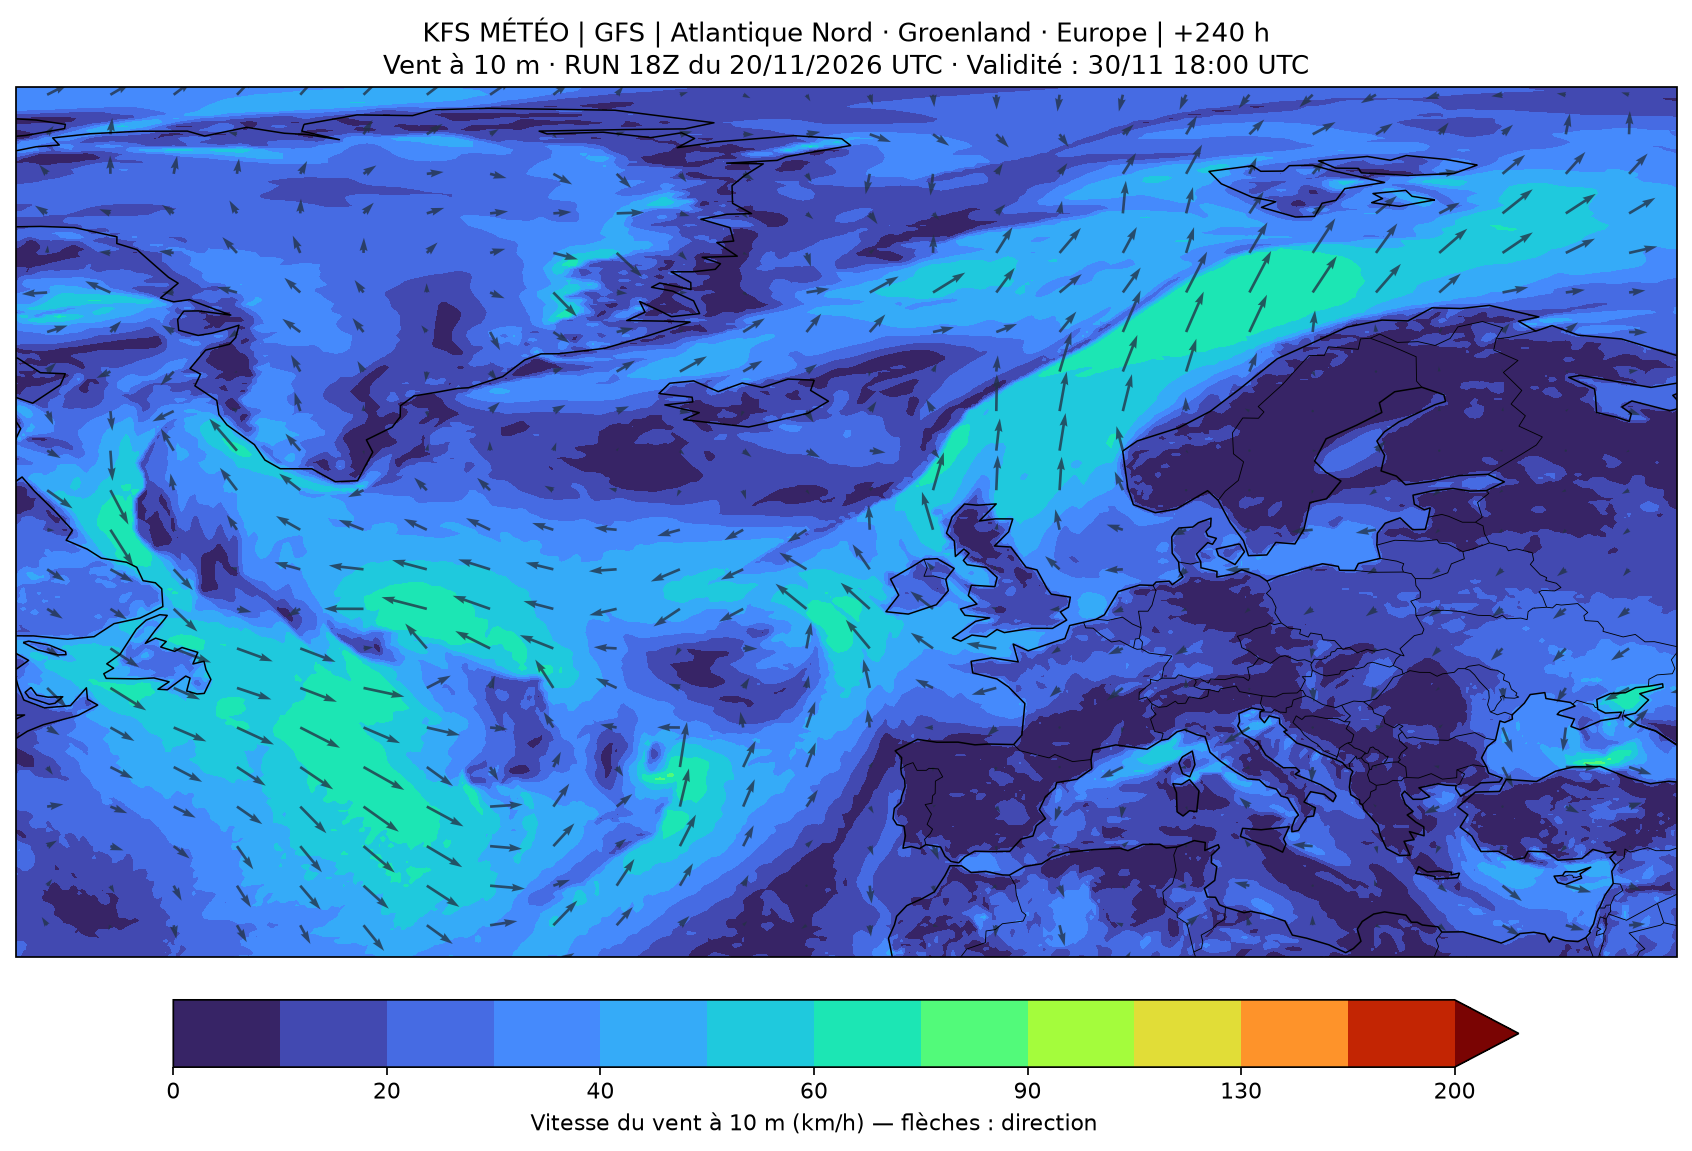 KFS MÉTÉO | GFS | Atlantique Nord · Groenland · Europe | +240 h
Vent à 10 m · RUN 18Z du 20/11/2026 UTC · Validité : 30/11 18:00 UTC
0 20 40 60 90 130 200
Vitesse du vent à 10 m (km/h) — flèches : direction